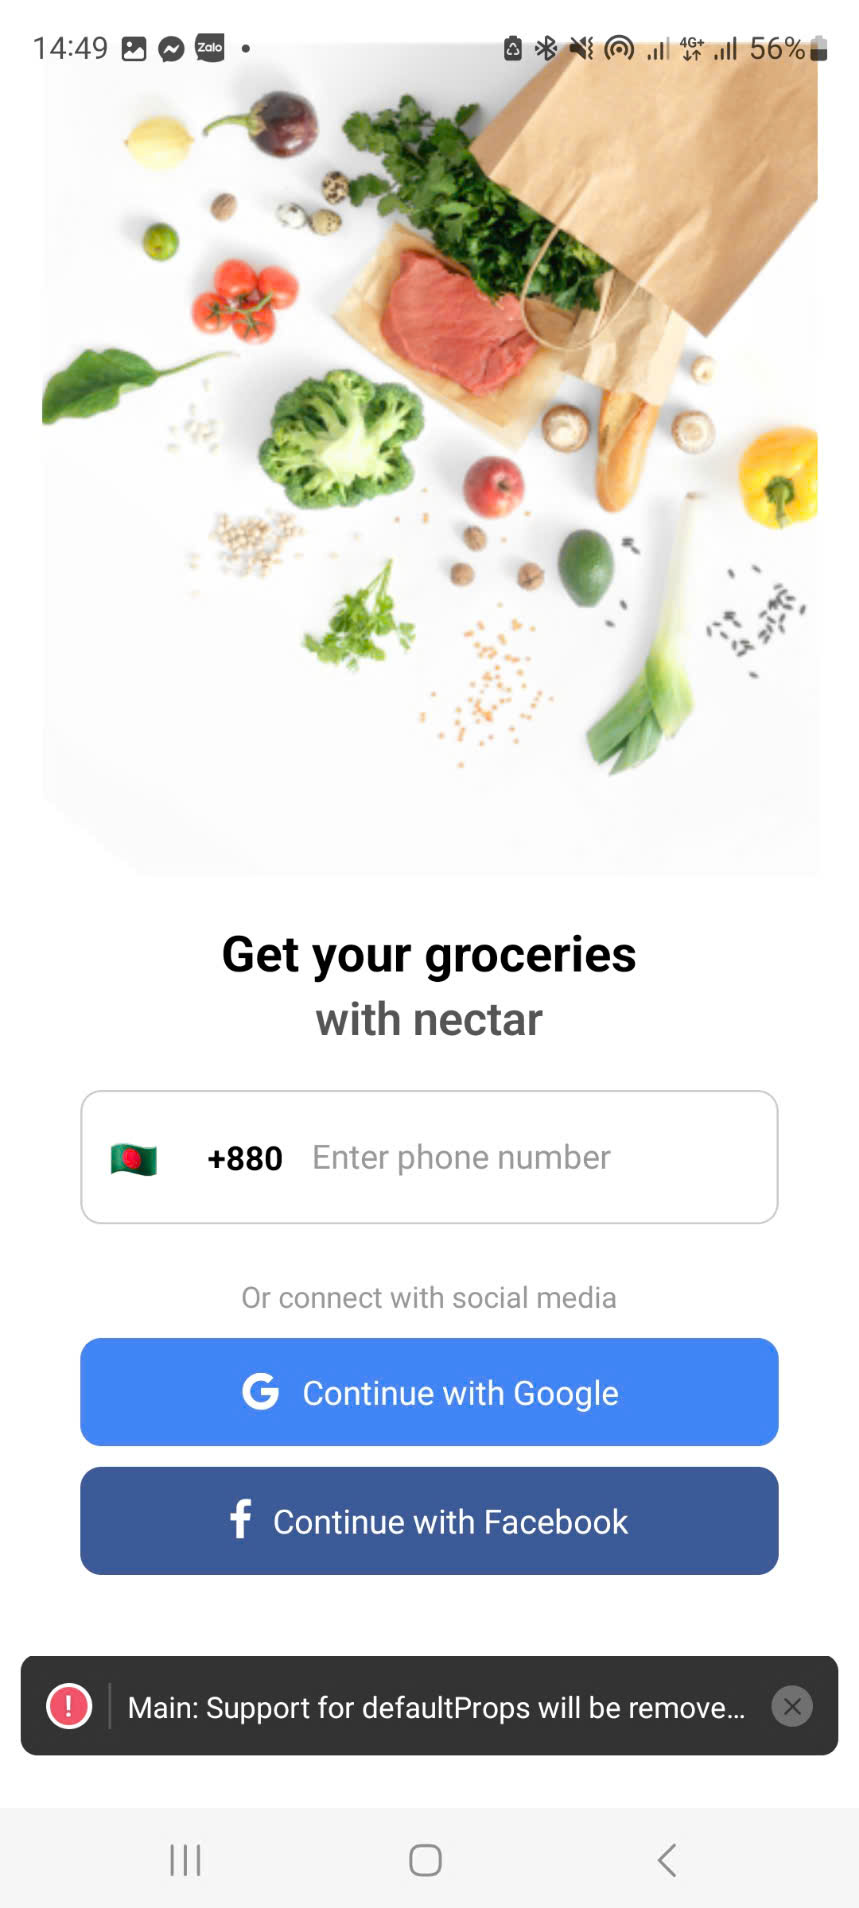 14:49 Zalo 4G+ 56%
Get your groceries
with nectar
+880 Enter phone number
Or connect with social media
G Continue with Google
f Continue with Facebook
! Main: Support for defaultProps will be remove...